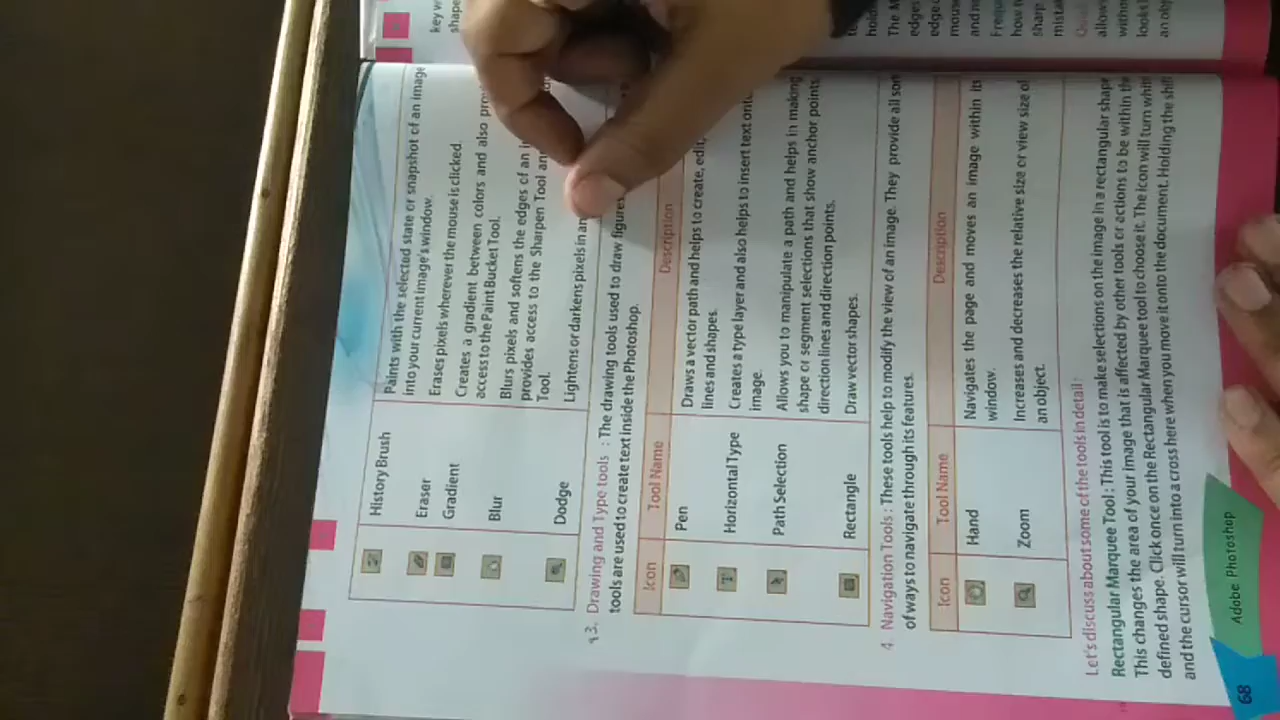 History Brush Paints with the selected state or snapshot of an image
into your current image's window.
Eraser Erases pixels wherever the mouse is clicked.
Gradient Creates a gradient between colors and also
access to the Paint Bucket Tool.
Blur Blurs pixels and softens the edges of an
provides access to the Sharpen Tool
Tool.
Dodge Lightens or darkens pixels in an
3. Drawing and Type tools : The drawing tools used to draw figures
tools are used to create text inside the Photoshop.
Icon Tool Name Description
Pen Draws a vector path and helps to create, edit,
lines and shapes.
Horizontal Type Creates a type layer and also helps to insert text
image.
Path Selection Allows you to manipulate a path and helps in making
shape or segment selections that show anchor points
direction lines and direction points.
Rectangle Draw vector shapes.
4. Navigation Tools : These tools help to modify the view of an image. They provide all
of ways to navigate through its features.
Icon Tool Name Description
Hand Navigates the page and moves an image within its
window.
Zoom Increases and decreases the relative size or view size of
an object.
Let's discuss about some of the tools in detail :
Rectangular Marquee Tool : This tool is to make selections on the image in a rectangular shape
This changes the area of your image that is affected by other tools or actions to be within the
defined shape. Click once on the Rectangular Marquee tool to choose it. The icon will turn
and the cursor will turn into a cross here when you move it onto the document. Holding the
68 Adobe Photoshop
key
shape
The
edges
edge
and
how
sharp
allows
looks